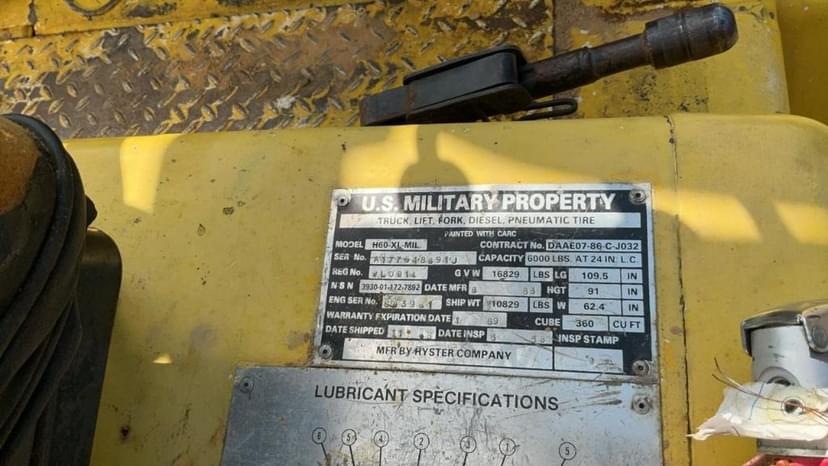 U.S. MILITARY PROPERTY
TRUCK, LIFT, FORK, DIESEL, PNEUMATIC TIRE
PAINTED WITH CARC
MODEL H60-XL-MIL CONTRACT No. DAAE07-86-C-J032
SER No. CAPACITY 6000 LBS. AT 24 IN. L.C.
REG No. G V W 16829 LBS LG 109.5 IN
N S N 3930-01-172-7892 DATE MFR HGT 91 IN
ENG SER No. SHIP WT 10829 LBS W 62.4 IN
WARRANTY EXPIRATION DATE 89 CUBE 360 CU FT
DATE SHIPPED DATE INSP INSP STAMP
MFR BY HYSTER COMPANY
LUBRICANT SPECIFICATIONS